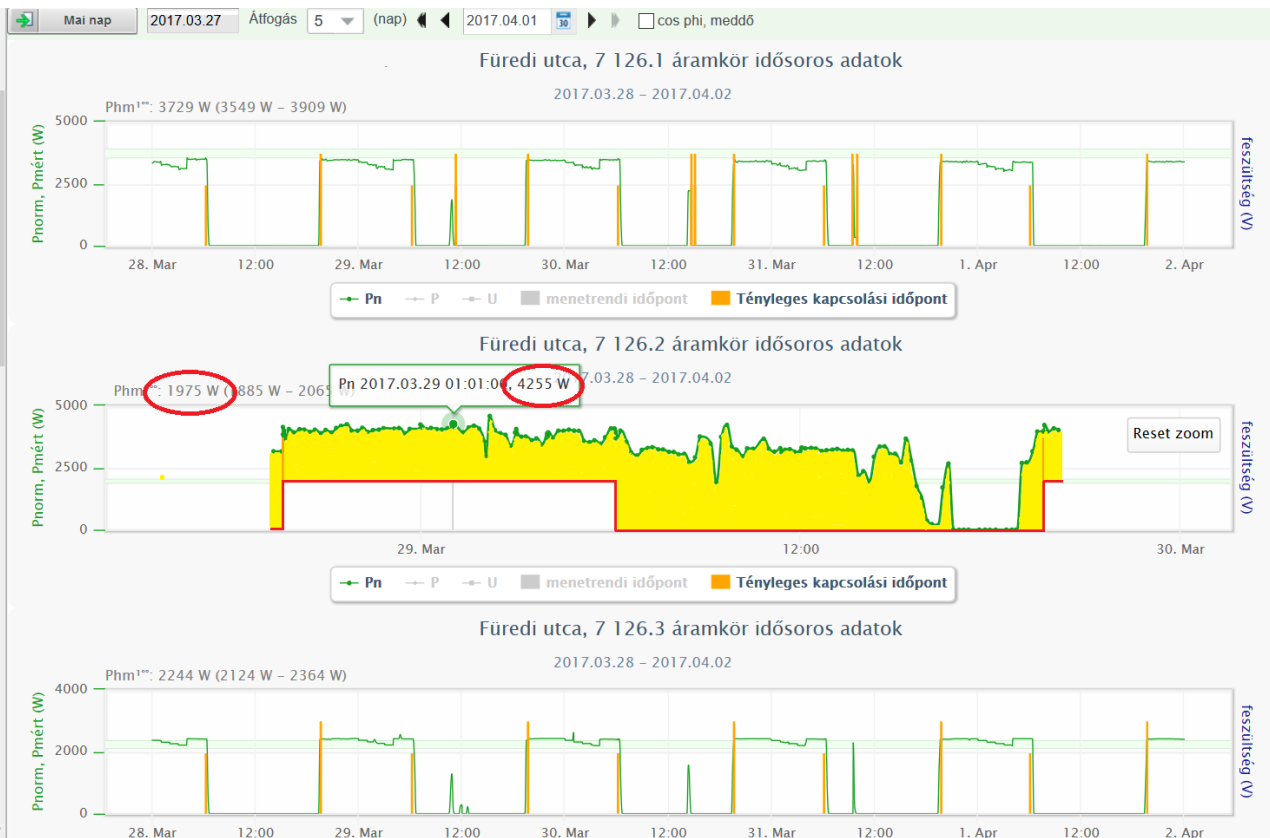 Mai nap 2017.03.27 Átfogás 5 (nap) 2017.04.01 30 cos phi, meddő
Füredi utca, 7 126.1 áramkör idősoros adatok
2017.03.28 – 2017.04.02
Phm¹**: 3729 W (3549 W – 3909 W)
Pnorm, Pmért (W)
5000
2500
0
feszültség (V)
28. Mar 12:00 29. Mar 12:00 30. Mar 12:00 31. Mar 12:00 1. Apr 12:00 2. Apr
Pn P U menetrendi időpont Tényleges kapcsolási időpont
Füredi utca, 7 126.2 áramkör idősoros adatok
7.03.28 – 2017.04.02
Pn 2017.03.29 01:01:00, 4255 W
Phm **: 1975 W (1885 W – 2065 W)
Pnorm, Pmért (W)
5000
2500
0
Reset zoom
feszültség (V)
29. Mar 12:00 30. Mar
Pn P U menetrendi időpont Tényleges kapcsolási időpont
Füredi utca, 7 126.3 áramkör idősoros adatok
2017.03.28 – 2017.04.02
Phm¹**: 2244 W (2124 W – 2364 W)
Pnorm, Pmért (W)
4000
2000
0
feszültség (V)
28. Mar 12:00 29. Mar 12:00 30. Mar 12:00 31. Mar 12:00 1. Apr 12:00 2. Apr